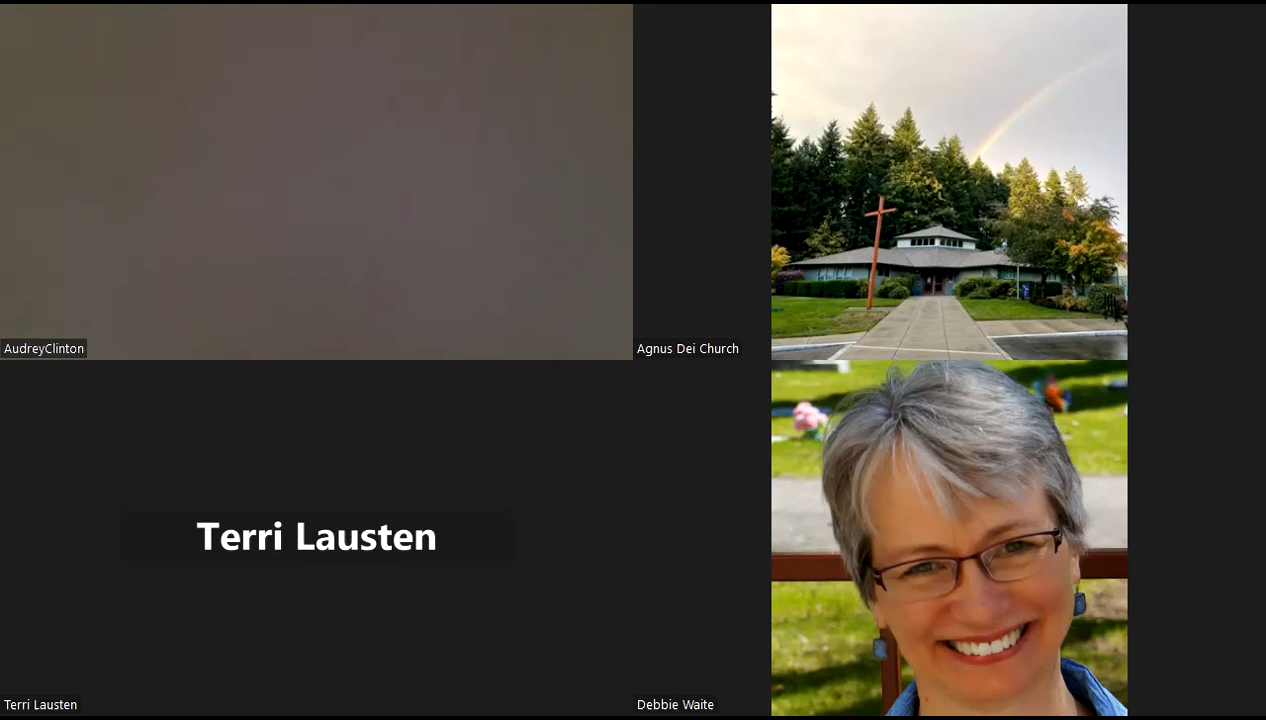 AudreyClinton
Agnus Dei Church
Terri Lausten
Terri Lausten
Debbie Waite